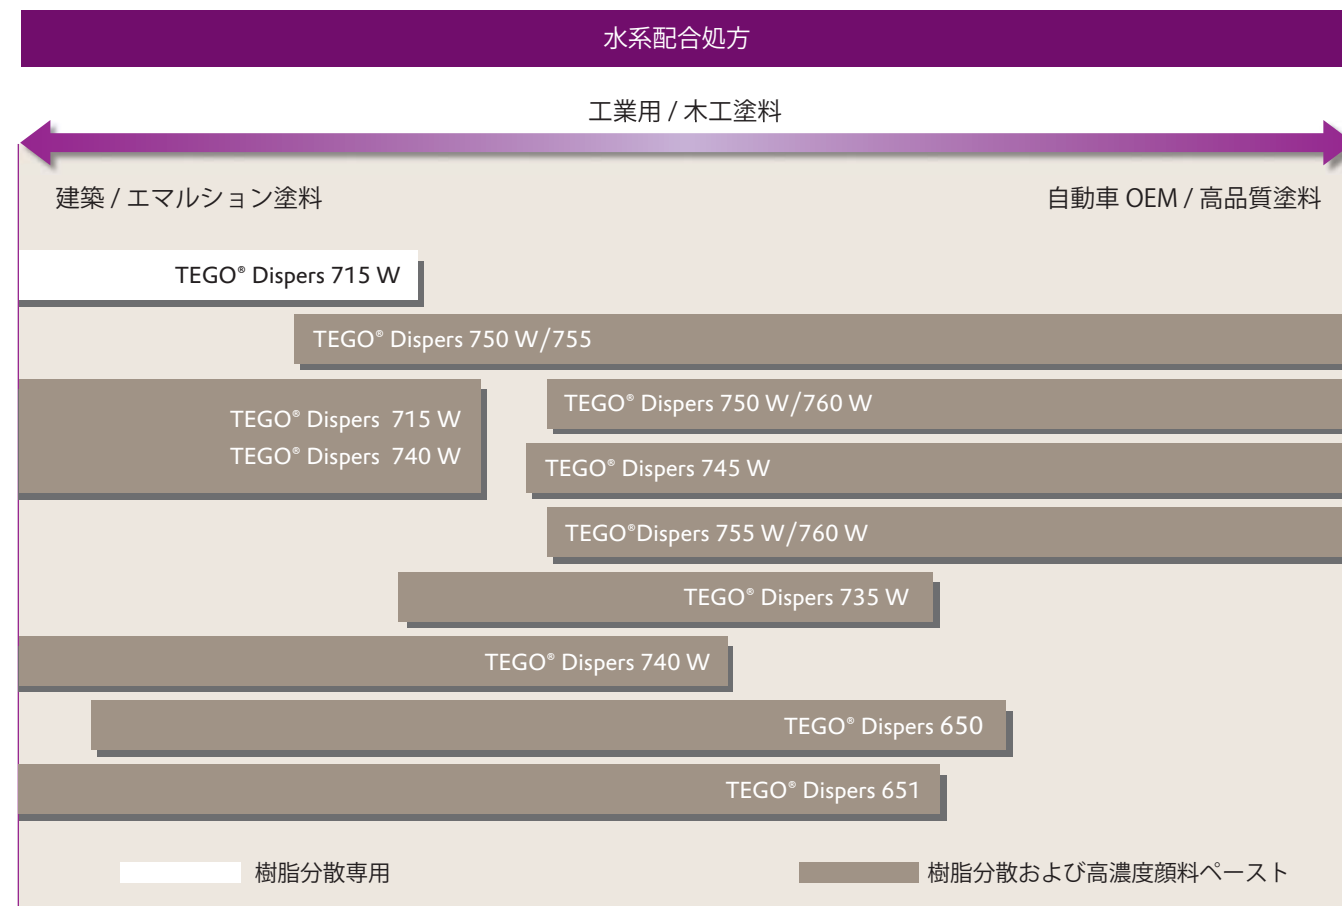 水系配合処方
工業用 / 木工塗料
建築 / エマルション塗料
自動車 OEM / 高品質塗料
TEGO® Dispers 715 W
TEGO® Dispers 750 W/755
TEGO® Dispers 715 W
TEGO® Dispers 740 W
TEGO® Dispers 750 W/760 W
TEGO® Dispers 745 W
TEGO®Dispers 755 W/760 W
TEGO® Dispers 735 W
TEGO® Dispers 740 W
TEGO® Dispers 650
TEGO® Dispers 651
樹脂分散専用
樹脂分散および高濃度顔料ペースト